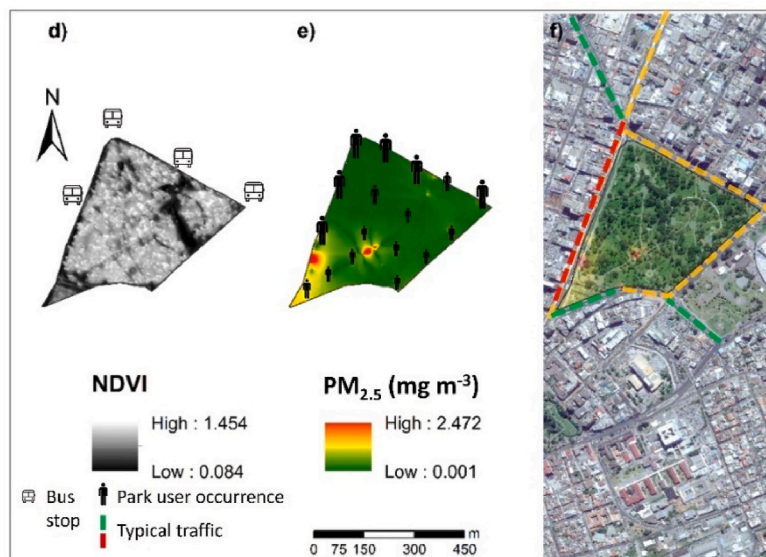 d)
e)
f)
N
NDVI
High : 1.454
Low : 0.084
PM2.5 (mg m-3)
High : 2.472
Low : 0.001
Bus stop
Park user occurrence
Typical traffic
m
0 75 150 300 450